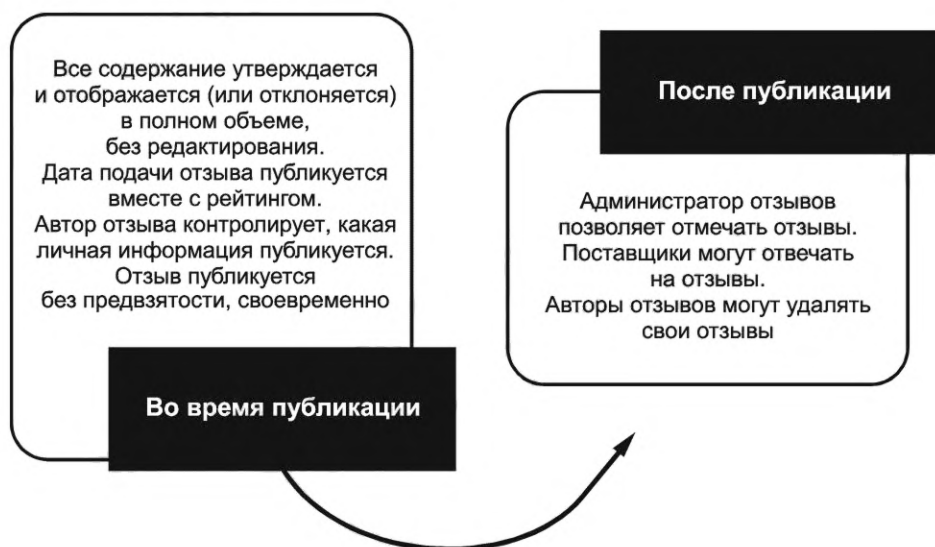 Все содержание утверждается
и отображается (или отклоняется)
в полном объеме,
без редактирования.
Дата подачи отзыва публикуется
вместе с рейтингом.
Автор отзыва контролирует, какая
личная информация публикуется.
Отзыв публикуется
без предвзятости, своевременно
Во время публикации
После публикации
Администратор отзывов
позволяет отмечать отзывы.
Поставщики могут отвечать
на отзывы.
Авторы отзывов могут удалять
свои отзывы